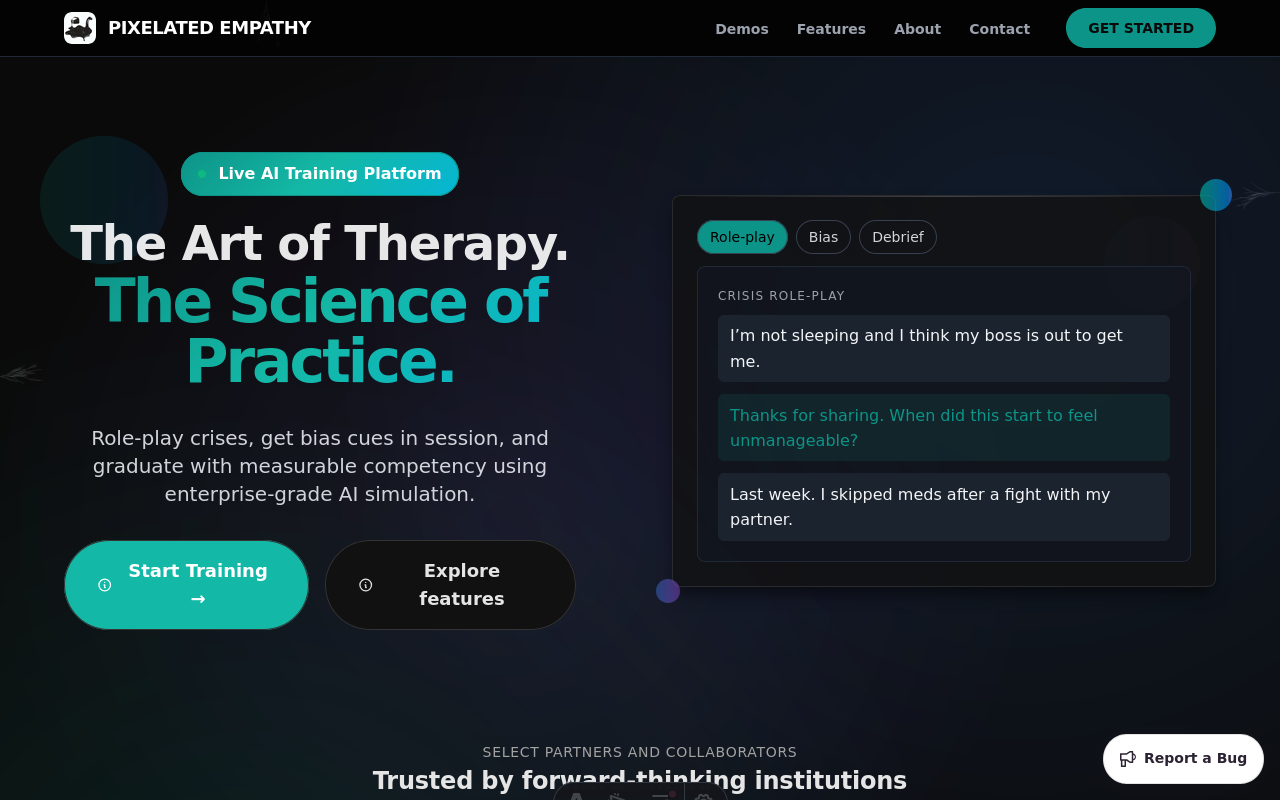 PIXELATED EMPATHY
Demos
Features
About
Contact
GET STARTED
Live AI Training Platform
The Art of Therapy.
The Science of
Practice.
Role-play crises, get bias cues in session, and
graduate with measurable competency using
enterprise-grade AI simulation.
Start Training
→
Explore
features
Role-play
Bias
Debrief
CRISIS ROLE-PLAY
I’m not sleeping and I think my boss is out to get
me.
Thanks for sharing. When did this start to feel
unmanageable?
Last week. I skipped meds after a fight with my
partner.
SELECT PARTNERS AND COLLABORATORS
Trusted by forward-thinking institutions
Report a Bug